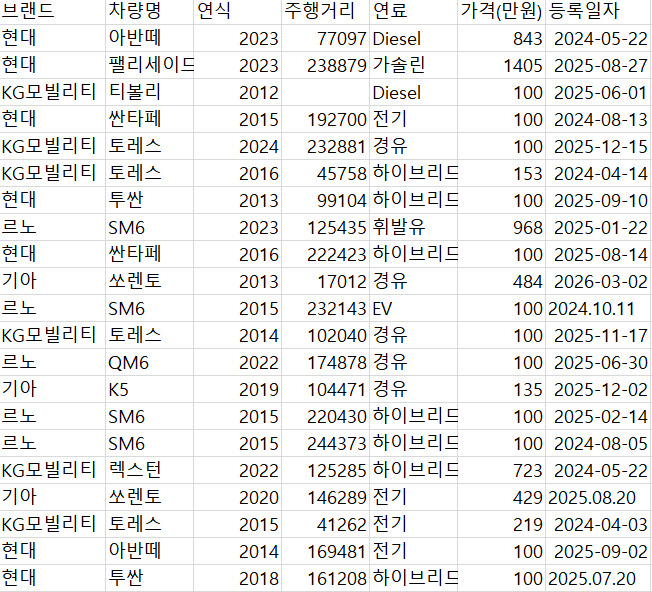 브랜드 차량명 연식 주행거리 연료 가격(만원) 등록일자
현대 아반떼 2023 77097 Diesel 843 2024-05-22
현대 팰리세이드 2023 238879 가솔린 1405 2025-08-27
KG모빌리티 티볼리 2012 Diesel 100 2025-06-01
현대 싼타페 2015 192700 전기 100 2024-08-13
KG모빌리티 토레스 2024 232881 경유 100 2025-12-15
KG모빌리티 토레스 2016 45758 하이브리드 153 2024-04-14
현대 투싼 2013 99104 하이브리드 100 2025-09-10
르노 SM6 2023 125435 휘발유 968 2025-01-22
현대 싼타페 2016 222423 하이브리드 100 2025-08-14
기아 쏘렌토 2013 17012 경유 484 2026-03-02
르노 SM6 2015 232143 EV 100 2024.10.11
KG모빌리티 토레스 2014 102040 경유 100 2025-11-17
르노 QM6 2022 174878 경유 100 2025-06-30
기아 K5 2019 104471 경유 135 2025-12-02
르노 SM6 2015 220430 하이브리드 100 2025-02-14
르노 SM6 2015 244373 하이브리드 100 2024-08-05
KG모빌리티 렉스턴 2022 125285 하이브리드 723 2024-05-22
기아 쏘렌토 2020 146289 전기 429 2025.08.20
KG모빌리티 토레스 2015 41262 전기 219 2024-04-03
현대 아반떼 2014 169481 전기 100 2025-09-02
현대 투싼 2018 161208 하이브리드 100 2025.07.20